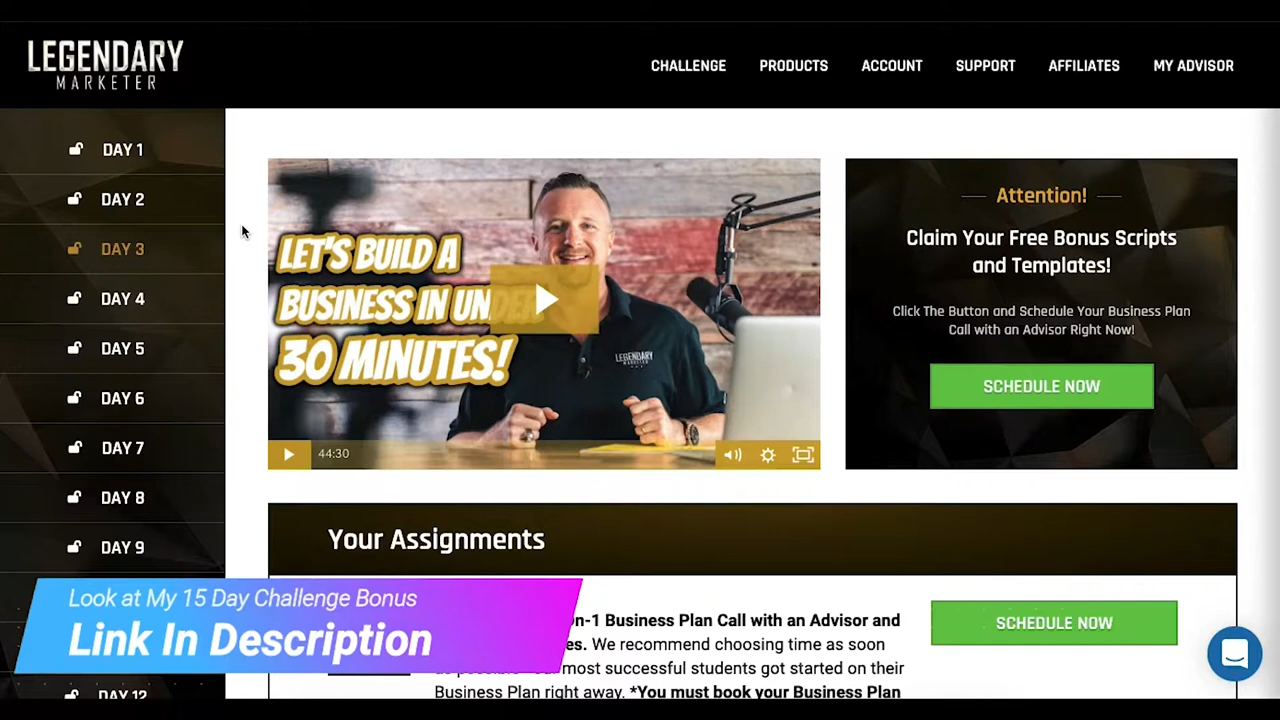 LEGENDARY
MARKETER
CHALLENGE
PRODUCTS
ACCOUNT
SUPPORT
AFFILIATES
MY ADVISOR
DAY 1
DAY 2
DAY 3
DAY 4
DAY 5
DAY 6
DAY 7
DAY 8
DAY 9
DAY 12
LET'S BUILD A
BUSINESS IN UNDER
30 MINUTES!
LEGENDARY
44:30
Attention!
Claim Your Free Bonus Scripts
and Templates!
Click The Button and Schedule Your Business Plan
Call with an Advisor Right Now!
SCHEDULE NOW
Your Assignments
n-1 Business Plan Call with an Advisor and
es. We recommend choosing time as soon
most successful students got started on their
Business Plan right away. *You must book your Business Plan
SCHEDULE NOW
Look at My 15 Day Challenge Bonus
Link In Description